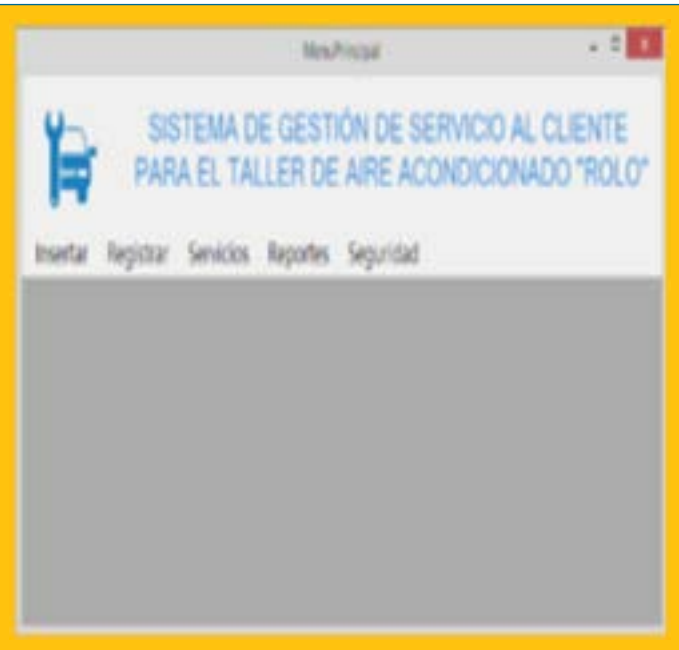 MenuPrincipal
SISTEMA DE GESTIÓN DE SERVICIO AL CLIENTE
PARA EL TALLER DE AIRE ACONDICIONADO "ROLO"
Insertar Registrar Servicios Reportes Seguridad